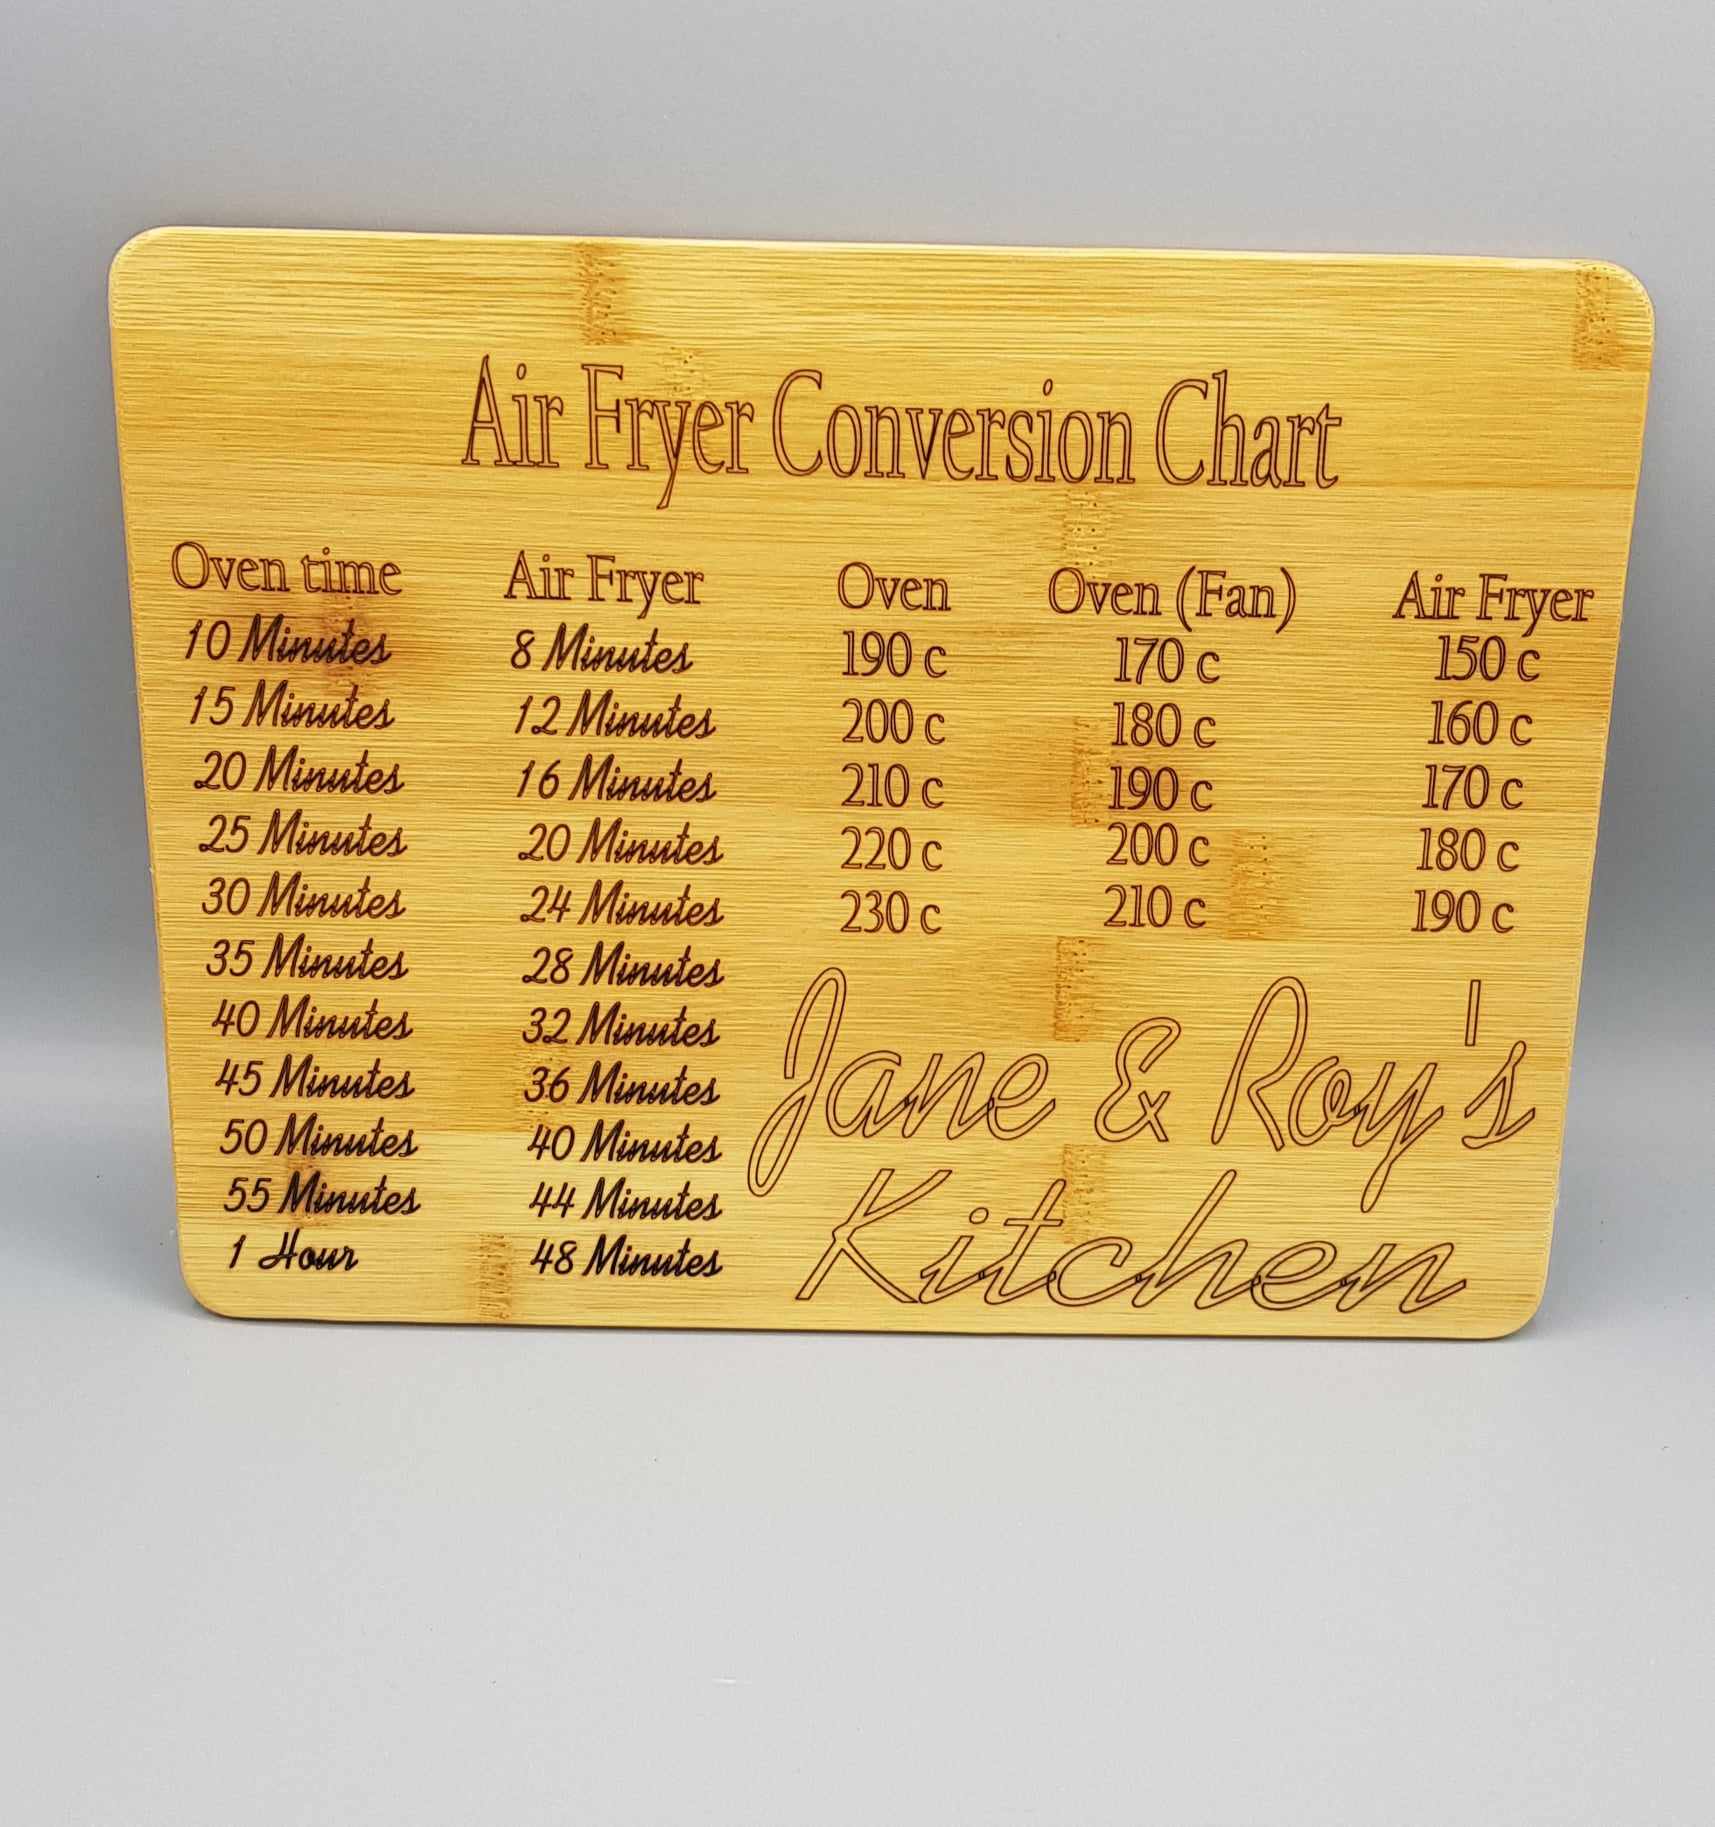 Air Fryer Conversion Chart
Oven time Air Fryer Oven Oven (Fan) Air Fryer
10 Minutes 8 Minutes 190 c 170 c 150 c
15 Minutes 12 Minutes 200 c 180 c 160 c
20 Minutes 16 Minutes 210 c 190 c 170 c
25 Minutes 20 Minutes 220 c 200 c 180 c
30 Minutes 24 Minutes 230 c 210 c 190 c
35 Minutes 28 Minutes
40 Minutes 32 Minutes
45 Minutes 36 Minutes
50 Minutes 40 Minutes
55 Minutes 44 Minutes
1 Hour 48 Minutes
Jane & Roy's
Kitchen